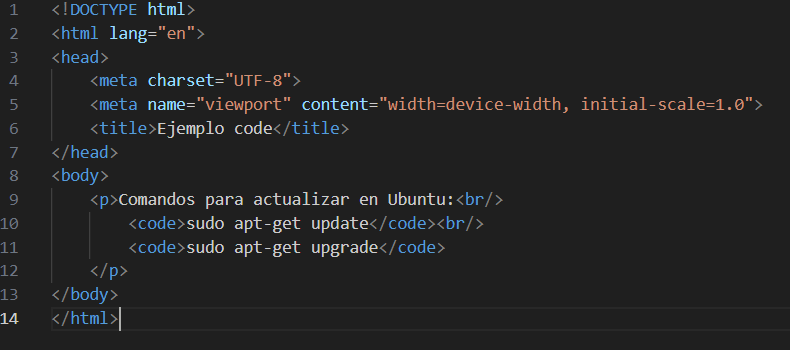 1 <!DOCTYPE html>
2 <html lang="en">
3 <head>
4     <meta charset="UTF-8">
5     <meta name="viewport" content="width=device-width, initial-scale=1.0">
6     <title>Ejemplo code</title>
7 </head>
8 <body>
9     <p>Comandos para actualizar en Ubuntu:<br/>
10         <code>sudo apt-get update</code><br/>
11         <code>sudo apt-get upgrade</code>
12     </p>
13 </body>
14 </html>